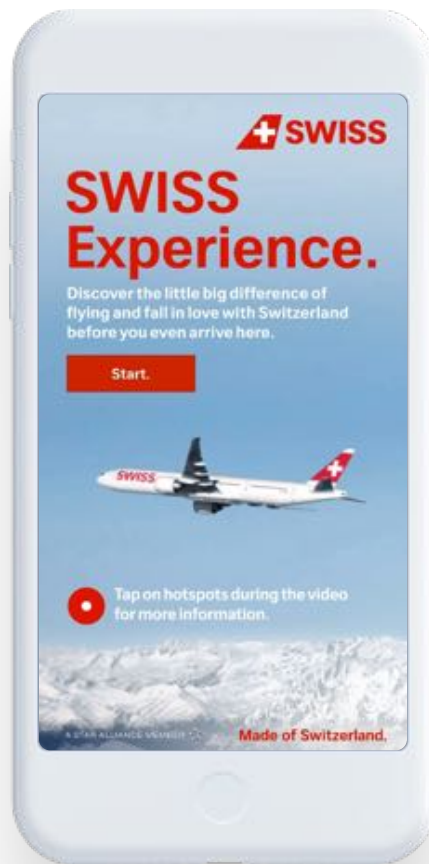 SWISS
SWISS
Experience.
Discover the little big difference of
flying and fall in love with Switzerland
before you even arrive here.
Start.
SWISS
Tap on hotspots during the video
for more information.
A STAR ALLIANCE MEMBER
Made of Switzerland.